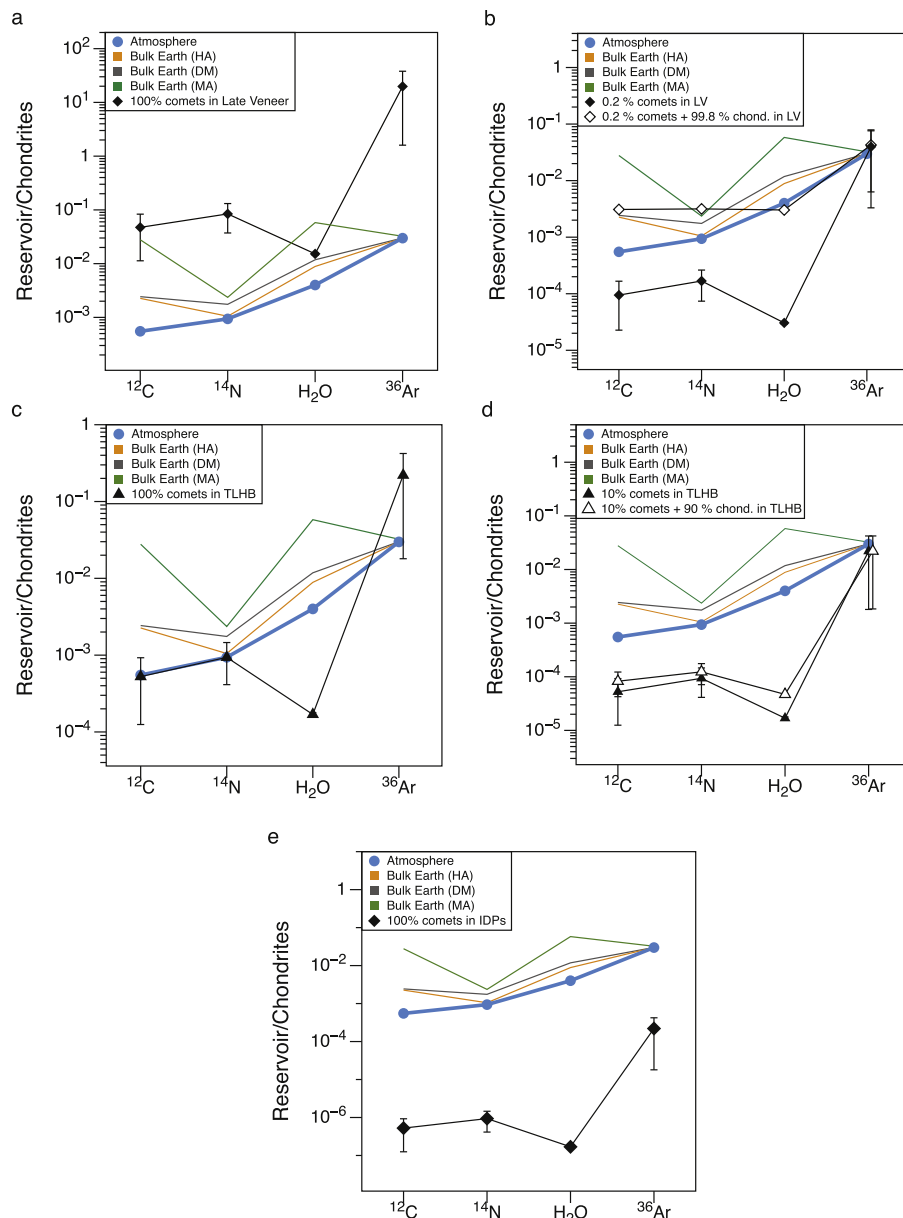 a
Reservoir/Chondrites
10²
10¹
1
10⁻¹
10⁻²
10⁻³
Atmosphere
Bulk Earth (HA)
Bulk Earth (DM)
Bulk Earth (MA)
100% comets in Late Veneer
¹²C ¹⁴N H₂O ³⁶Ar
b
Reservoir/Chondrites
1
10⁻¹
10⁻²
10⁻³
10⁻⁴
10⁻⁵
Atmosphere
Bulk Earth (HA)
Bulk Earth (DM)
Bulk Earth (MA)
0.2 % comets in LV
0.2 % comets + 99.8 % chond. in LV
¹²C ¹⁴N H₂O ³⁶Ar
c
Reservoir/Chondrites
1
10⁻¹
10⁻²
10⁻³
10⁻⁴
Atmosphere
Bulk Earth (HA)
Bulk Earth (DM)
Bulk Earth (MA)
100% comets in TLHB
¹²C ¹⁴N H₂O ³⁶Ar
d
Reservoir/Chondrites
1
10⁻¹
10⁻²
10⁻³
10⁻⁴
10⁻⁵
Atmosphere
Bulk Earth (HA)
Bulk Earth (DM)
Bulk Earth (MA)
10% comets in TLHB
10% comets + 90 % chond. in TLHB
¹²C ¹⁴N H₂O ³⁶Ar
e
Reservoir/Chondrites
1
10⁻²
10⁻⁴
10⁻⁶
Atmosphere
Bulk Earth (HA)
Bulk Earth (DM)
Bulk Earth (MA)
100% comets in IDPs
¹²C ¹⁴N H₂O ³⁶Ar